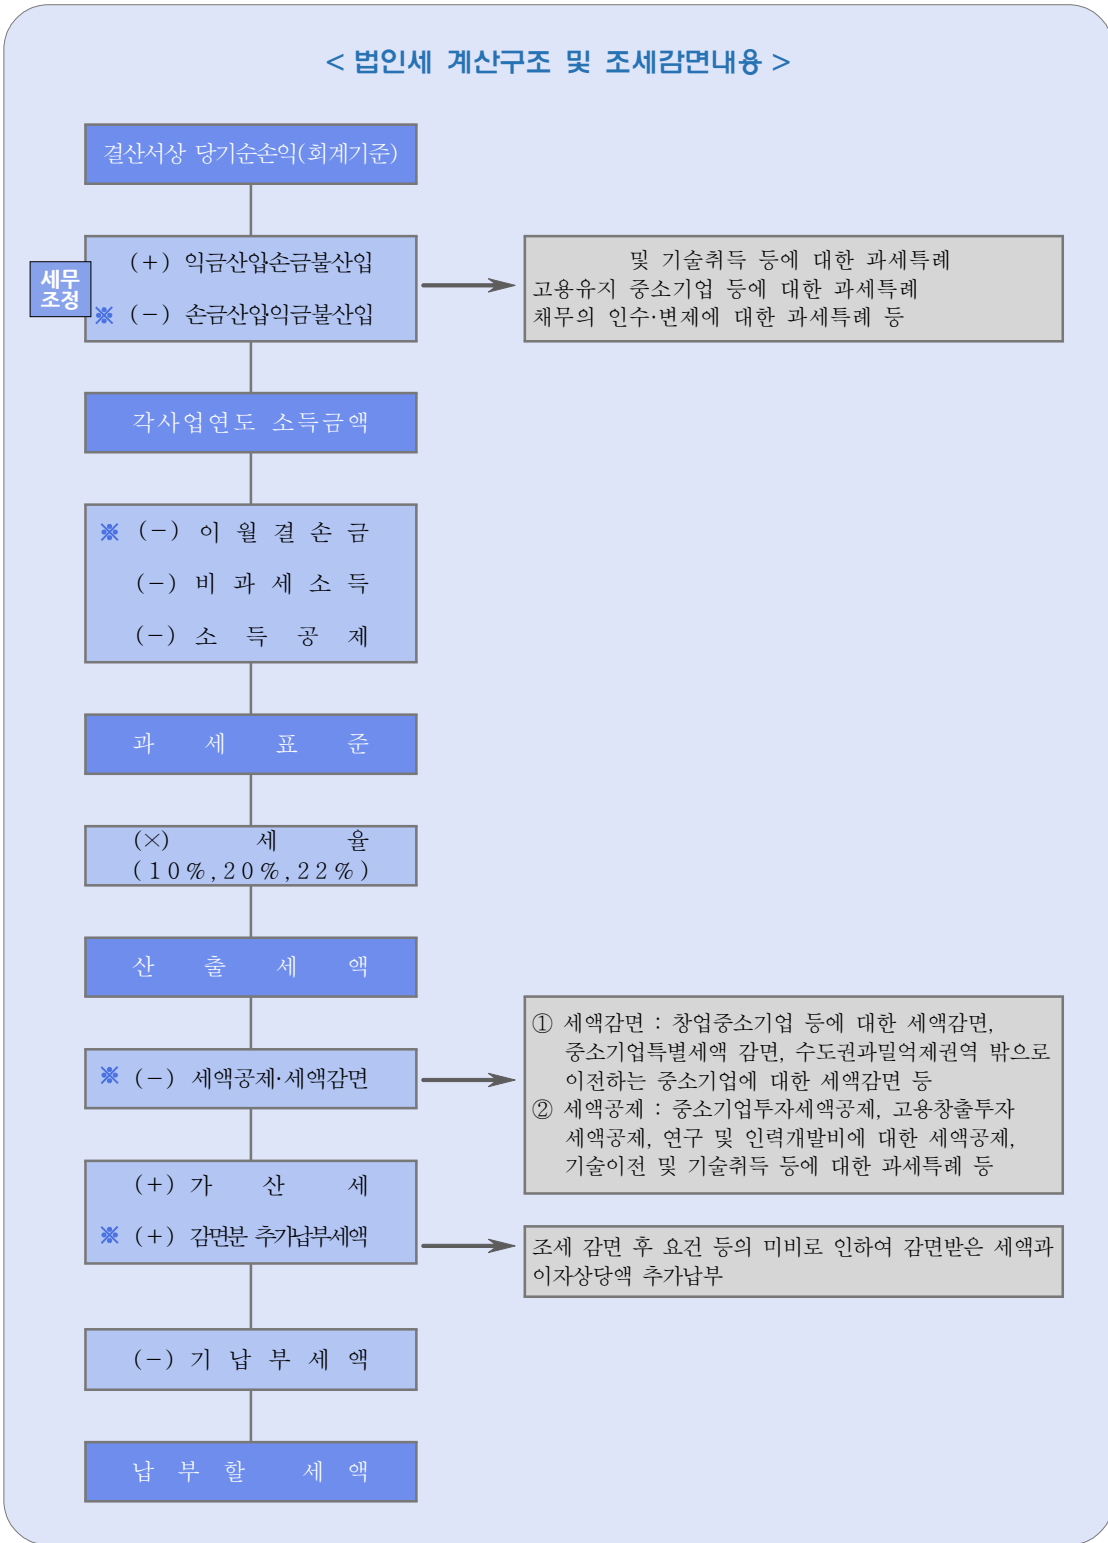 < 법인세 계산구조 및 조세감면내용 >
결산서상 당기순손익(회계기준)
세무
조정
(+) 익금산입·손금불산입
※ (-) 손금산입·익금불산입
및 기술취득 등에 대한 과세특례
고용유지 중소기업 등에 대한 과세특례
채무의 인수·변제에 대한 과세특례 등
각사업연도 소득금액
※ (-) 이 월 결 손 금
(-) 비 과 세 소 득
(-) 소 득 공 제
과 세 표 준
(×) 세 율
(10%,20%,22%)
산 출 세 액
※ (-) 세액공제·세액감면
① 세액감면 : 창업중소기업 등에 대한 세액감면,
중소기업특별세액 감면, 수도권과밀억제권역 밖으로
이전하는 중소기업에 대한 세액감면 등
② 세액공제 : 중소기업투자세액공제, 고용창출투자
세액공제, 연구 및 인력개발비에 대한 세액공제,
기술이전 및 기술취득 등에 대한 과세특례 등
(+) 가 산 세
※ (+) 감면분 추가납부세액
조세 감면 후 요건 등의 미비로 인하여 감면받은 세액과
이자상당액 추가납부
(-) 기 납 부 세 액
납 부 할 세 액